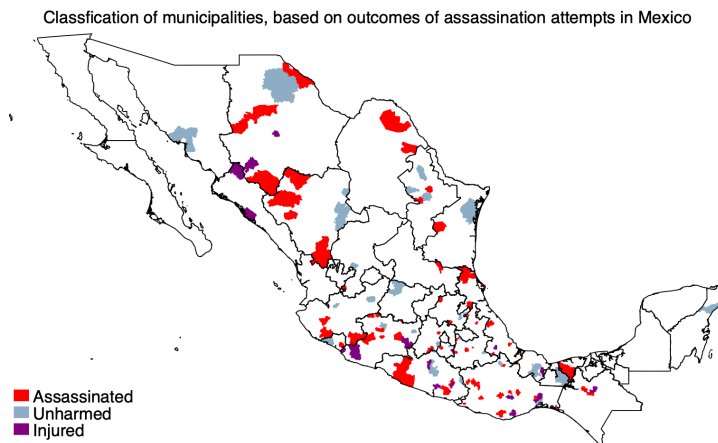 Classfication of municipalities, based on outcomes of assassination attempts in Mexico
Assassinated
Unharmed
Injured